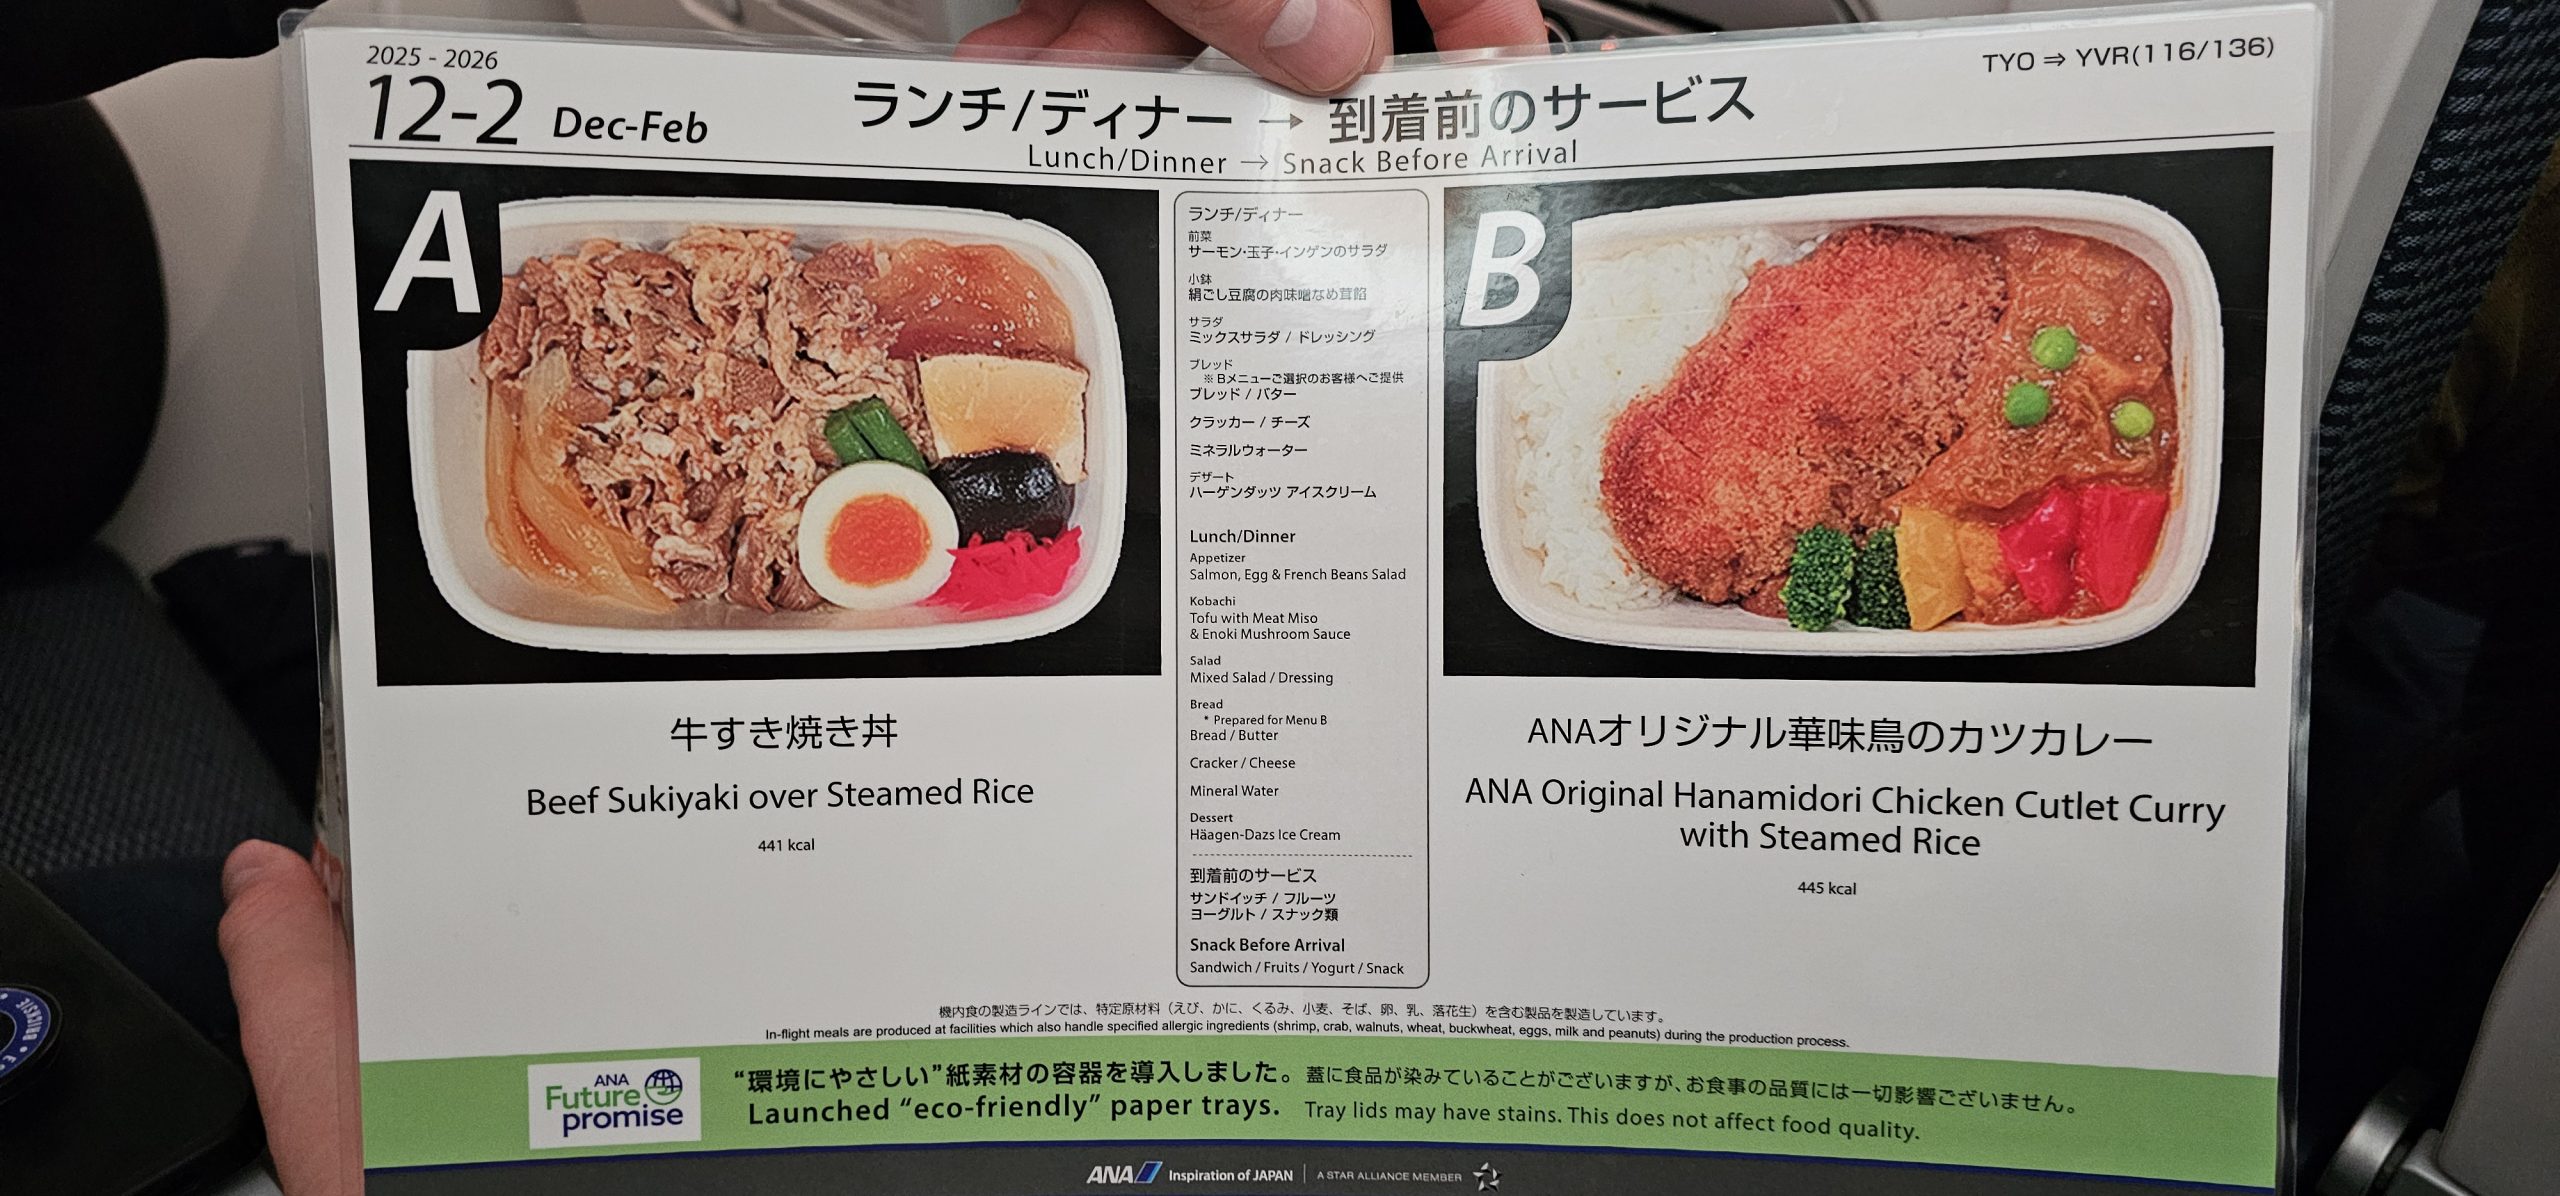 2025 - 2026
12-2 Dec-Feb
ランチ/ディナー → 到着前のサービス
Lunch/Dinner → Snack Before Arrival
TYO ⇒ YVR(116/136)
A
ランチ/ディナー
前菜
サーモン・玉子・インゲンのサラダ
小鉢
絹ごし豆腐の肉味噌なめ茸餡
サラダ
ミックスサラダ / ドレッシング
ブレッド
※Bメニューご選択のお客様へご提供
ブレッド / バター
クラッカー / チーズ
ミネラルウォーター
デザート
ハーゲンダッツ アイスクリーム
Lunch/Dinner
Appetizer
Salmon, Egg & French Beans Salad
Kobachi
Tofu with Meat Miso
& Enoki Mushroom Sauce
Salad
Mixed Salad / Dressing
Bread
* Prepared for Menu B
Bread / Butter
Cracker / Cheese
Mineral Water
Dessert
Häagen-Dazs Ice Cream
到着前のサービス
サンドイッチ / フルーツ
ヨーグルト / スナック類
Snack Before Arrival
Sandwich / Fruits / Yogurt / Snack
B
牛すき焼き丼
Beef Sukiyaki over Steamed Rice
441 kcal
ANAオリジナル華味鳥のカツカレー
ANA Original Hanamidori Chicken Cutlet Curry
with Steamed Rice
445 kcal
機内食の製造ラインでは、特定原材料（えび、かに、くるみ、小麦、そば、卵、乳、落花生）を含む製品を製造しています。
In-flight meals are produced at facilities which also handle specified allergic ingredients (shrimp, crab, walnuts, wheat, buckwheat, eggs, milk and peanuts) during the production process.
ANA
Future
promise
“環境にやさしい”紙素材の容器を導入しました。 蓋に食品が染みていることがございますが、お食事の品質には一切影響ございません。
Launched “eco-friendly” paper trays. Tray lids may have stains. This does not affect food quality.
ANA Inspiration of JAPAN | A STAR ALLIANCE MEMBER